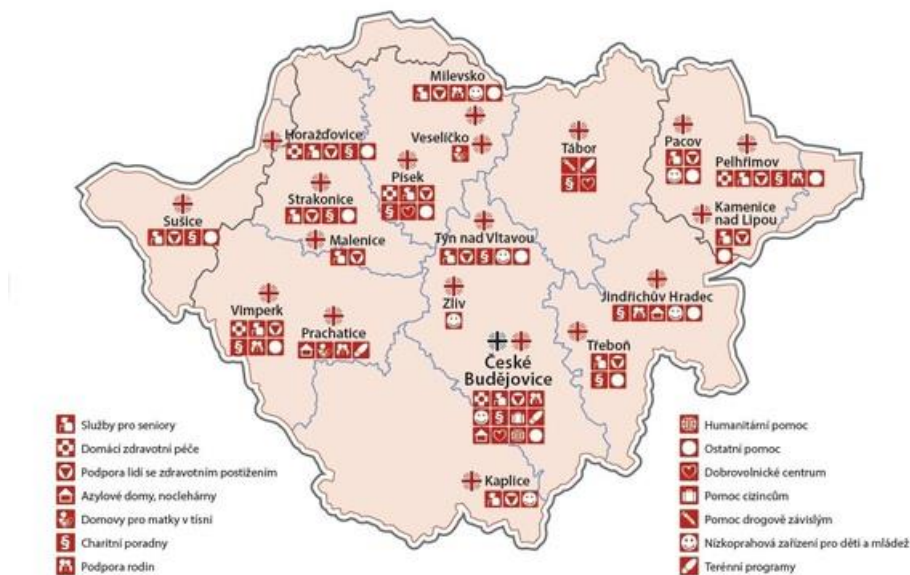 Milevsko
Horažďovice
Veselíčko
Písek
Tábor
Pacov
Pelhřimov
Strakonice
Sušice
Malenice
Týn nad Vltavou
Kamenice
nad Lipou
Vimperk
Prachatice
Zliv
Jindřichův Hradec
České
Budějovice
Třeboň
Kaplice
Služby pro seniory
Domácí zdravotní péče
Podpora lidí se zdravotním postižením
Azylové domy, noclehárny
Domovy pro matky v tísni
§ Charitní poradny
Podpora rodin
Humanitární pomoc
Ostatní pomoc
Dobrovolnické centrum
Pomoc cizincům
Pomoc drogově závislým
Nízkoprahová zařízení pro děti a mládež
Terénní programy